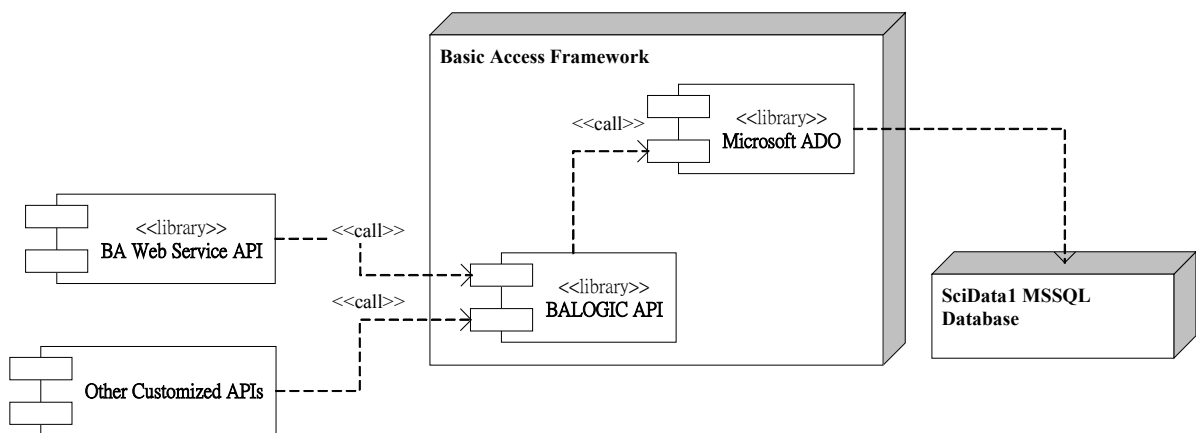 Basic Access Framework
<<library>>
Microsoft ADO
<<call>>
<<library>>
BA Web Service API
<<call>>
<<library>>
BALOGIC API
<<call>>
SciData1 MSSQL
Database
Other Customized APIs